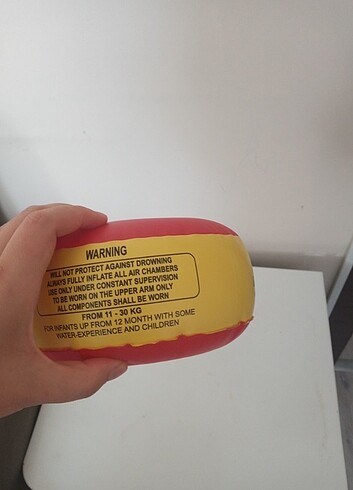 WARNING
WILL NOT PROTECT AGAINST DROWNING
ALWAYS FULLY INFLATE ALL AIR CHAMBERS
USE ONLY UNDER CONSTANT SUPERVISION
TO BE WORN ON THE UPPER ARM ONLY
ALL COMPONENTS SHALL BE WORN
FROM 11 - 30 KG
FOR INFANTS UP FROM 12 MONTH WITH SOME
WATER-EXPERIENCE AND CHILDREN